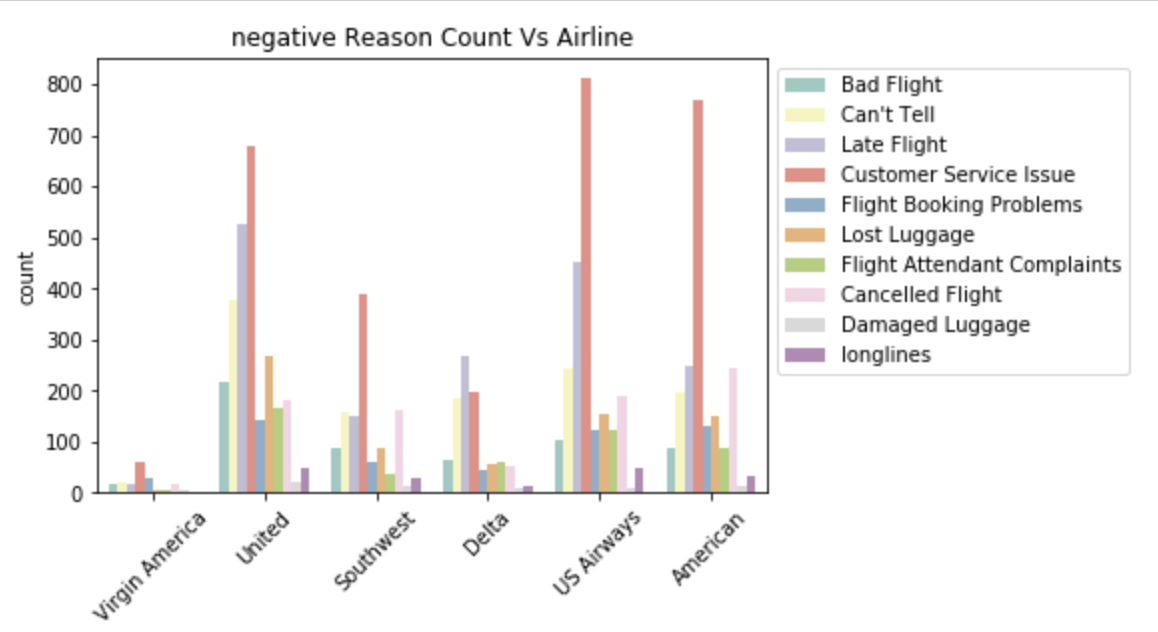 negative Reason Count Vs Airline
800
700
600
500
400
300
200
100
0
count
Virgin America
United
Southwest
Delta
US Airways
American
Bad Flight
Can't Tell
Late Flight
Customer Service Issue
Flight Booking Problems
Lost Luggage
Flight Attendant Complaints
Cancelled Flight
Damaged Luggage
longlines